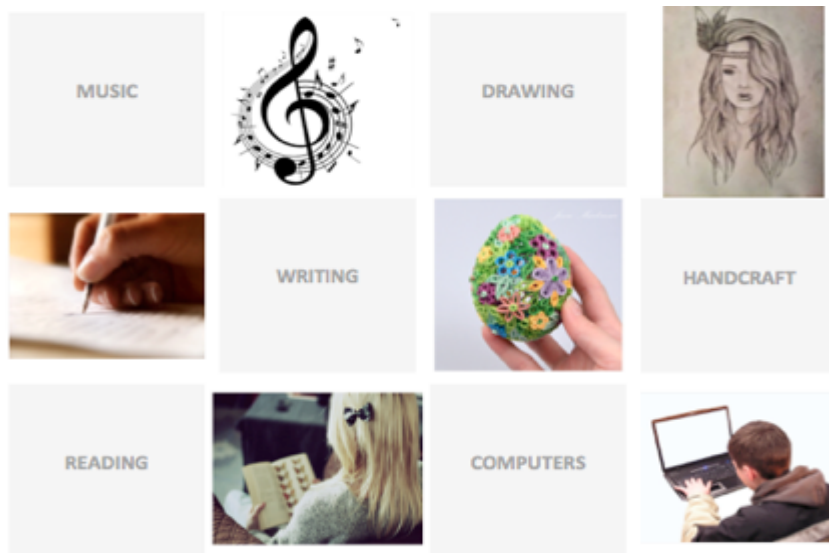 MUSIC
DRAWING
WRITING
HANDCRAFT
READING
COMPUTERS